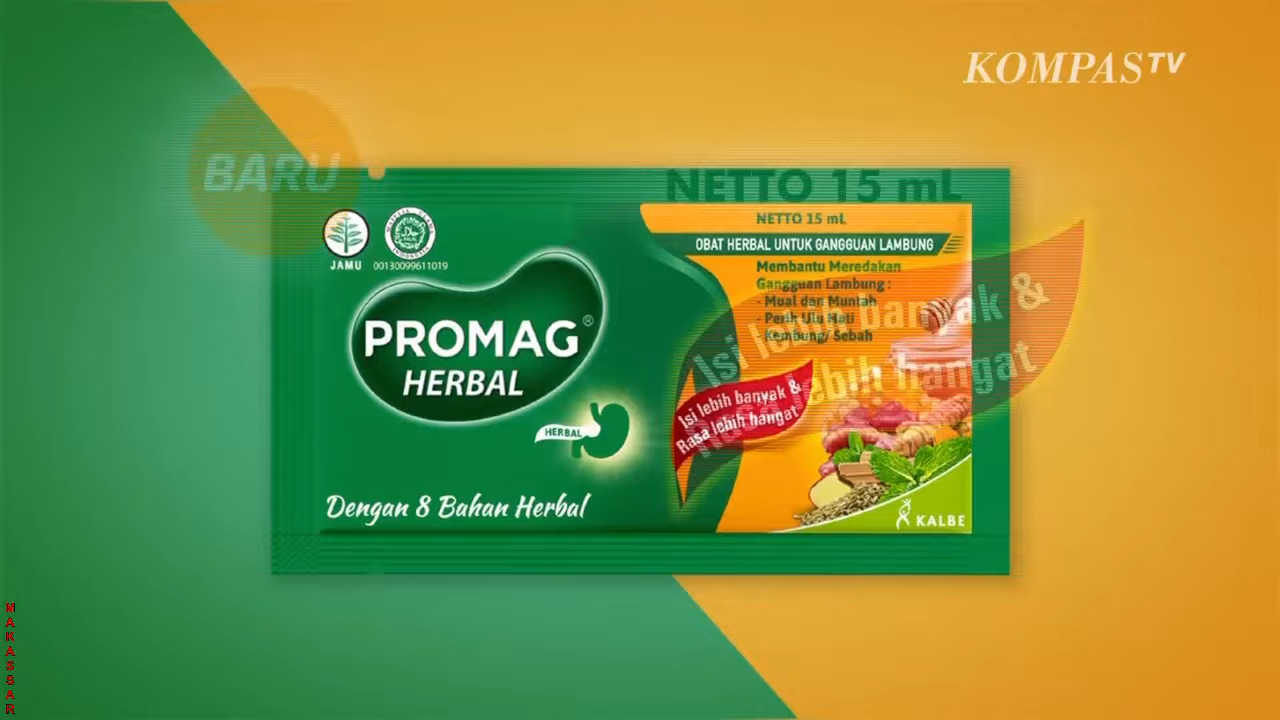 KOMPASTV
BARU
NETTO 15 mL
NETTO 15 mL
OBAT HERBAL UNTUK GANGGUAN LAMBUNG
Membantu Meredakan
Gangguan Lambung :
- Mual dan Muntah
- Perih Ulu Hati
- Kembung/ Sebah
JAMU
00130099611019
PROMAG®
HERBAL
HERBAL
Isi lebih banyak &
Rasa lebih hangat
Isi lebih banyak &
Rasa lebih hangat
Dengan 8 Bahan Herbal
KALBE
MAKASSAR